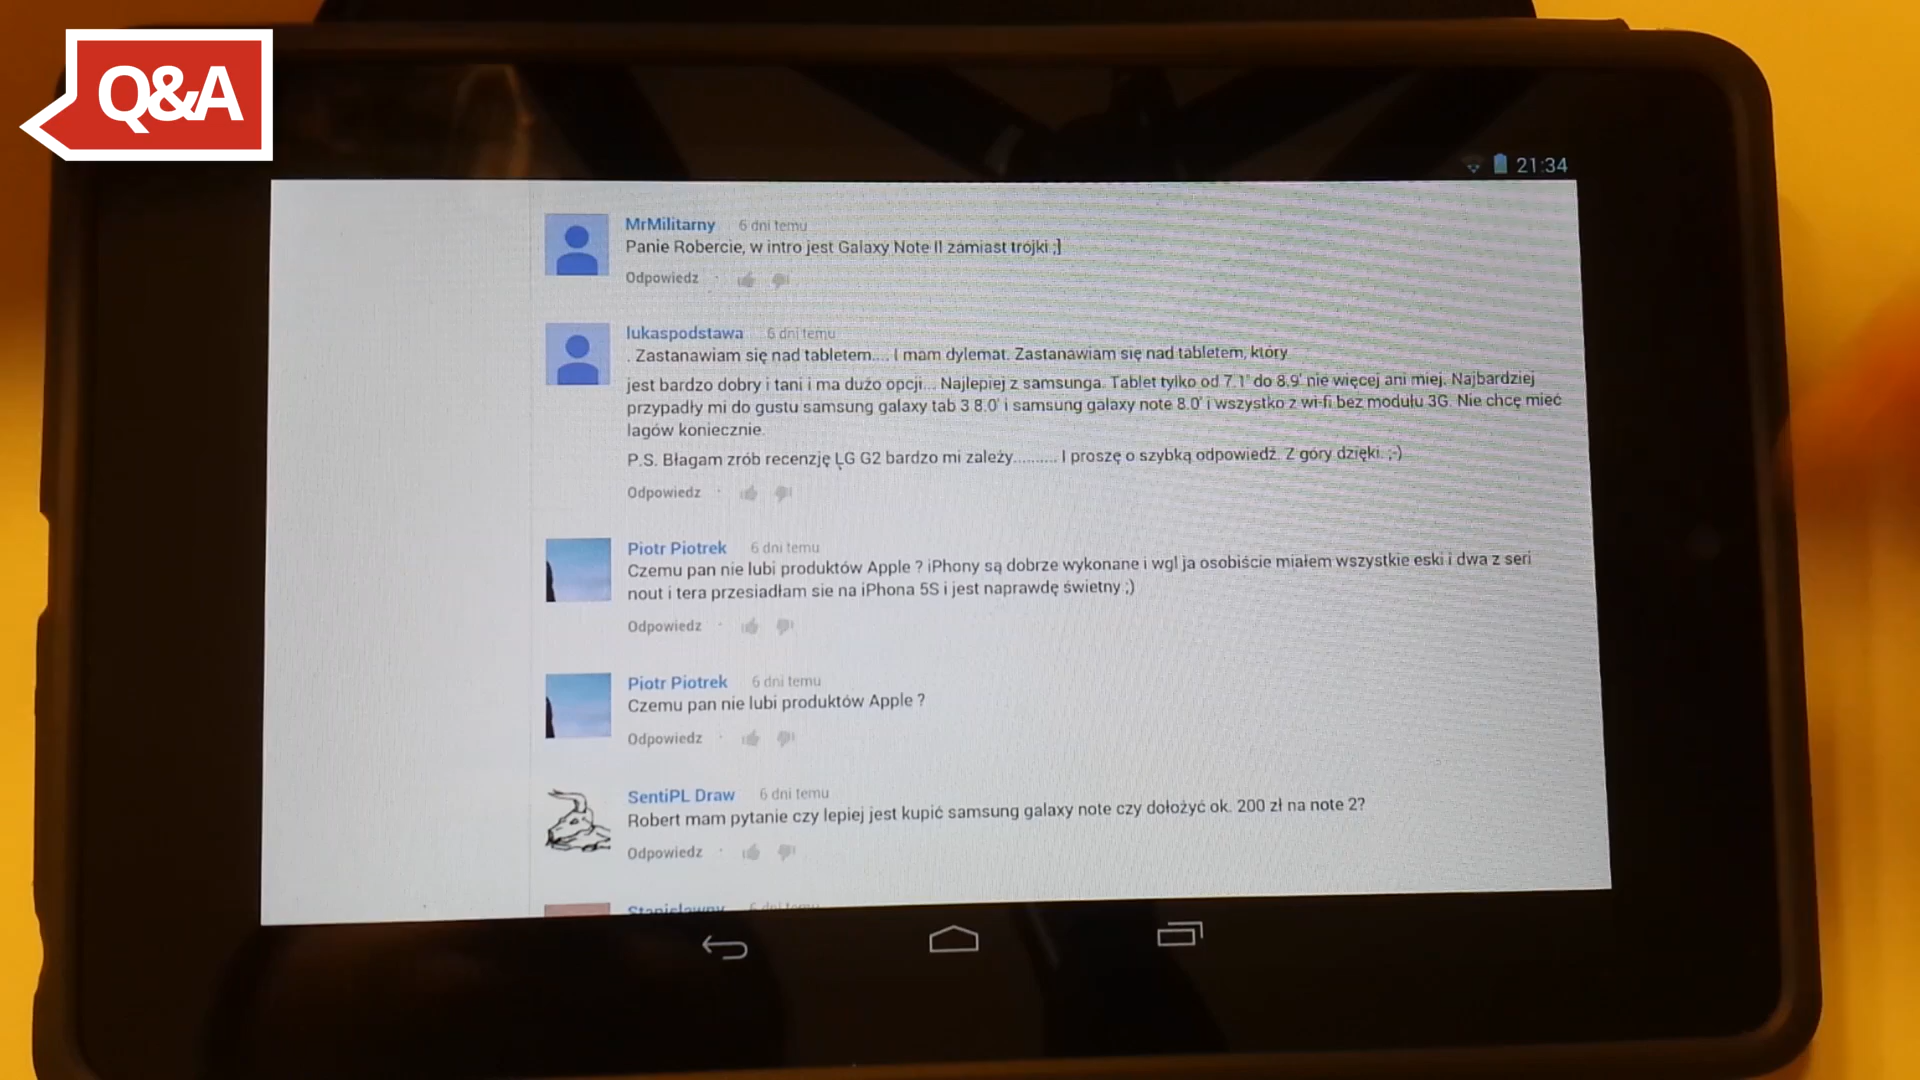 Q&A
21:34
MrMilitarny 6 dni temu
Panie Robercie, w intro jest Galaxy Note II zamiast trójki ;]
Odpowiedz
lukaspodstawa 6 dni temu
. Zastanawiam się nad tabletem.... I mam dylemat. Zastanawiam się nad tabletem, który
jest bardzo dobry i tani i ma dużo opcji... Najlepiej z samsunga. Tablet tylko od 7.1' do 8.9' nie więcej ani miej. Najbardziej
przypadły mi do gustu samsung galaxy tab 3 8.0' i samsung galaxy note 8.0' i wszystko z wi-fi bez modułu 3G. Nie chcę mieć
lagów koniecznie.
P.S. Błagam zrób recenzję LG G2 bardzo mi zależy.......... I proszę o szybką odpowiedź. Z góry dzięki. ;-)
Odpowiedz
Piotr Piotrek 6 dni temu
Czemu pan nie lubi produktów Apple ? iPhony są dobrze wykonane i wgl ja osobiście miałem wszystkie eski i dwa z seri
nout i tera przesiadłam sie na iPhona 5S i jest naprawdę świetny ;)
Odpowiedz
Piotr Piotrek 6 dni temu
Czemu pan nie lubi produktów Apple ?
Odpowiedz
SentiPL Draw 6 dni temu
Robert mam pytanie czy lepiej jest kupić samsung galaxy note czy dołożyć ok. 200 zł na note 2?
Odpowiedz
Stanisławny 6 dni temu